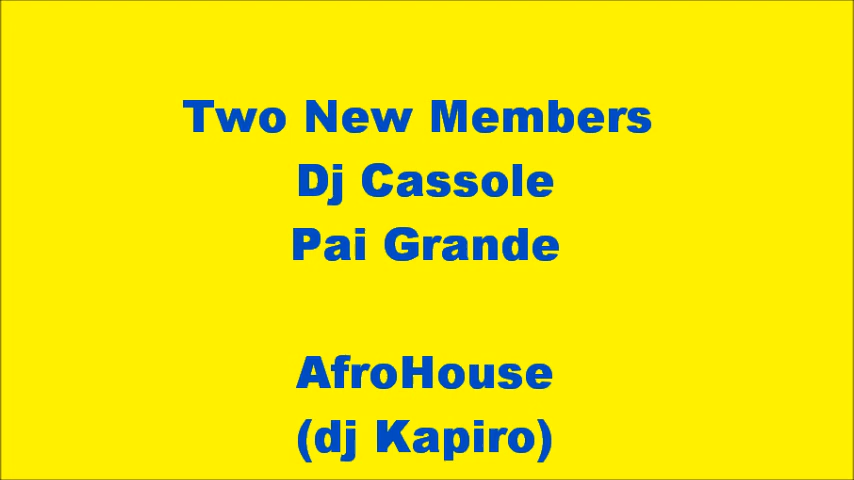 Two New Members
Dj Cassole
Pai Grande
AfroHouse
(dj Kapiro)